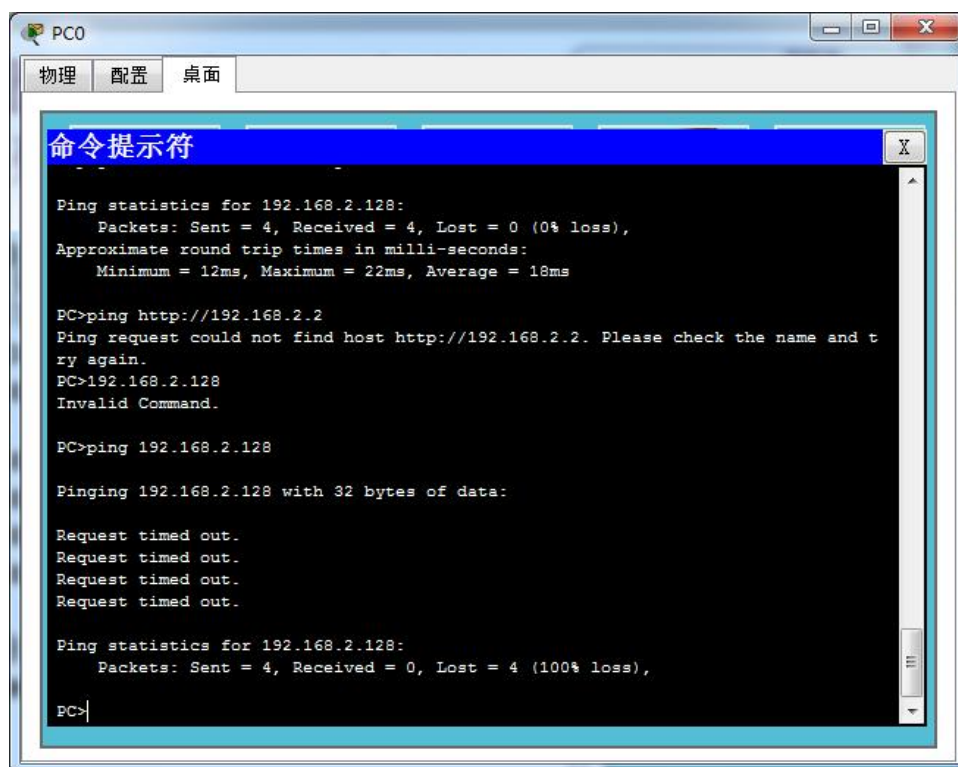 PC0
物理 配置 桌面
命令提示符
X
Ping statistics for 192.168.2.128:
Packets: Sent = 4, Received = 4, Lost = 0 (0% loss),
Approximate round trip times in milli-seconds:
Minimum = 12ms, Maximum = 22ms, Average = 18ms
PC>ping http://192.168.2.2
Ping request could not find host http://192.168.2.2. Please check the name and t
ry again.
PC>192.168.2.128
Invalid Command.
PC>ping 192.168.2.128
Pinging 192.168.2.128 with 32 bytes of data:
Request timed out.
Request timed out.
Request timed out.
Request timed out.
Ping statistics for 192.168.2.128:
Packets: Sent = 4, Received = 0, Lost = 4 (100% loss),
PC>